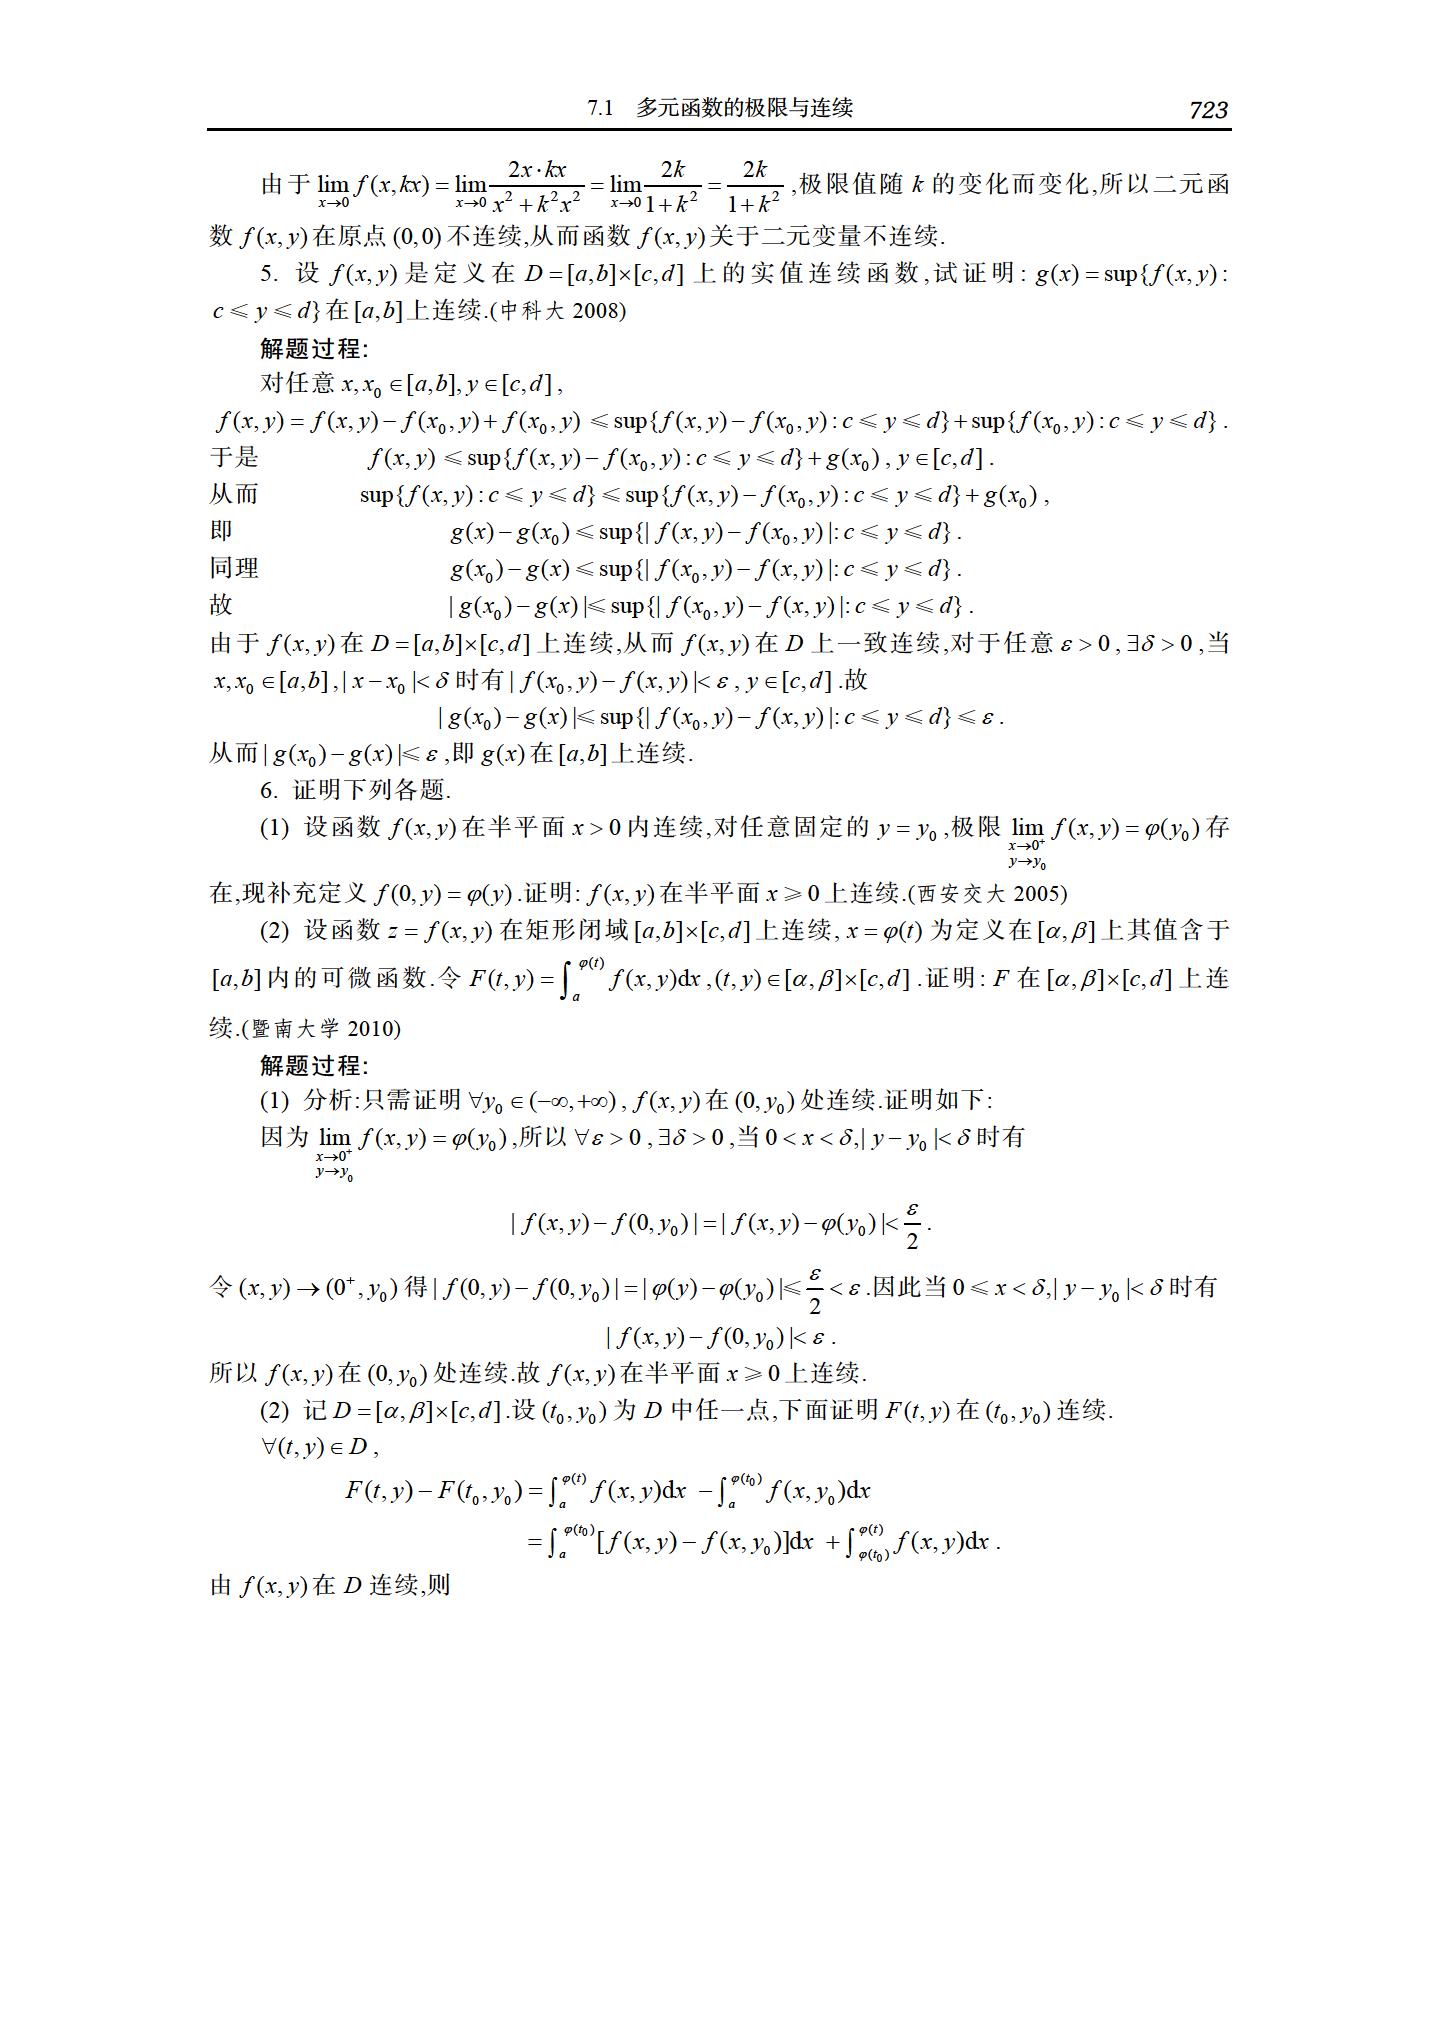 7.1 多元函数的极限与连续 723
由于 $\lim_{x\to 0} f(x,kx)=\lim_{x\to 0}\frac{2x\cdot kx}{x^2+k^2x^2}=\lim_{x\to 0}\frac{2k}{1+k^2}=\frac{2k}{1+k^2}$ ,极限值随 k 的变化而变化,所以二元函
数 $f(x,y)$ 在原点 $(0,0)$ 不连续,从而函数 $f(x,y)$ 关于二元变量不连续.
5. 设 $f(x,y)$ 是定义在 $D=[a,b]\times[c,d]$ 上的实值连续函数,试证明: $g(x)=\sup\{f(x,y):$
$c\leqslant y\leqslant d\}$ 在 $[a,b]$ 上连续.(中科大 2008)
解题过程:
对任意 $x,x_0\in[a,b],y\in[c,d]$ ,
$f(x,y)=f(x,y)-f(x_0,y)+f(x_0,y)\leqslant\sup\{f(x,y)-f(x_0,y):c\leqslant y\leqslant d\}+\sup\{f(x_0,y):c\leqslant y\leqslant d\}$ .
于是 $f(x,y)\leqslant\sup\{f(x,y)-f(x_0,y):c\leqslant y\leqslant d\}+g(x_0)$ , $y\in[c,d]$ .
从而 $\sup\{f(x,y):c\leqslant y\leqslant d\}\leqslant\sup\{f(x,y)-f(x_0,y):c\leqslant y\leqslant d\}+g(x_0)$ ,
即 $g(x)-g(x_0)\leqslant\sup\{|f(x,y)-f(x_0,y)|:c\leqslant y\leqslant d\}$ .
同理 $g(x_0)-g(x)\leqslant\sup\{|f(x_0,y)-f(x,y)|:c\leqslant y\leqslant d\}$ .
故 $|g(x_0)-g(x)|\leqslant\sup\{|f(x_0,y)-f(x,y)|:c\leqslant y\leqslant d\}$ .
由于 $f(x,y)$ 在 $D=[a,b]\times[c,d]$ 上连续,从而 $f(x,y)$ 在 D 上一致连续,对于任意 $\varepsilon>0$ , $\exists\delta>0$ ,当
$x,x_0\in[a,b]$ , $|x-x_0|<\delta$ 时有 $|f(x_0,y)-f(x,y)|<\varepsilon$ , $y\in[c,d]$ .故
$|g(x_0)-g(x)|\leqslant\sup\{|f(x_0,y)-f(x,y)|:c\leqslant y\leqslant d\}\leqslant\varepsilon$ .
从而 $|g(x_0)-g(x)|\leqslant\varepsilon$ ,即 $g(x)$ 在 $[a,b]$ 上连续.
6. 证明下列各题.
(1) 设函数 $f(x,y)$ 在半平面 $x>0$ 内连续,对任意固定的 $y=y_0$ ,极限 $\lim_{\substack{x\to 0^+\\y\to y_0}} f(x,y)=\varphi(y_0)$ 存
在,现补充定义 $f(0,y)=\varphi(y)$ .证明: $f(x,y)$ 在半平面 $x\geqslant 0$ 上连续.(西安交大 2005)
(2) 设函数 $z=f(x,y)$ 在矩形闭域 $[a,b]\times[c,d]$ 上连续, $x=\varphi(t)$ 为定义在 $[\alpha,\beta]$ 上其值含于
$[a,b]$ 内的可微函数.令 $F(t,y)=\int_a^{\varphi(t)}f(x,y)\mathrm{d}x$ , $(t,y)\in[\alpha,\beta]\times[c,d]$ .证明: F 在 $[\alpha,\beta]\times[c,d]$ 上连
续.(暨南大学 2010)
解题过程:
(1) 分析:只需证明 $\forall y_0\in(-\infty,+\infty)$ , $f(x,y)$ 在 $(0,y_0)$ 处连续.证明如下:
因为 $\lim_{\substack{x\to 0^+\\y\to y_0}} f(x,y)=\varphi(y_0)$ ,所以 $\forall\varepsilon>0$ , $\exists\delta>0$ ,当 $0<x<\delta,|y-y_0|<\delta$ 时有
$|f(x,y)-f(0,y_0)|=|f(x,y)-\varphi(y_0)|<\frac{\varepsilon}{2}$ .
令 $(x,y)\to(0^+,y_0)$ 得 $|f(0,y)-f(0,y_0)|=|\varphi(y)-\varphi(y_0)|\leqslant\frac{\varepsilon}{2}<\varepsilon$ .因此当 $0\leqslant x<\delta,|y-y_0|<\delta$ 时有
$|f(x,y)-f(0,y_0)|<\varepsilon$ .
所以 $f(x,y)$ 在 $(0,y_0)$ 处连续.故 $f(x,y)$ 在半平面 $x\geqslant 0$ 上连续.
(2) 记 $D=[\alpha,\beta]\times[c,d]$ .设 $(t_0,y_0)$ 为 D 中任一点,下面证明 $F(t,y)$ 在 $(t_0,y_0)$ 连续.
$\forall(t,y)\in D$ ,
$F(t,y)-F(t_0,y_0)=\int_a^{\varphi(t)}f(x,y)\mathrm{d}x-\int_a^{\varphi(t_0)}f(x,y_0)\mathrm{d}x$
$=\int_a^{\varphi(t_0)}[f(x,y)-f(x,y_0)]\mathrm{d}x+\int_{\varphi(t_0)}^{\varphi(t)}f(x,y)\mathrm{d}x$ .
由 $f(x,y)$ 在 D 连续,则